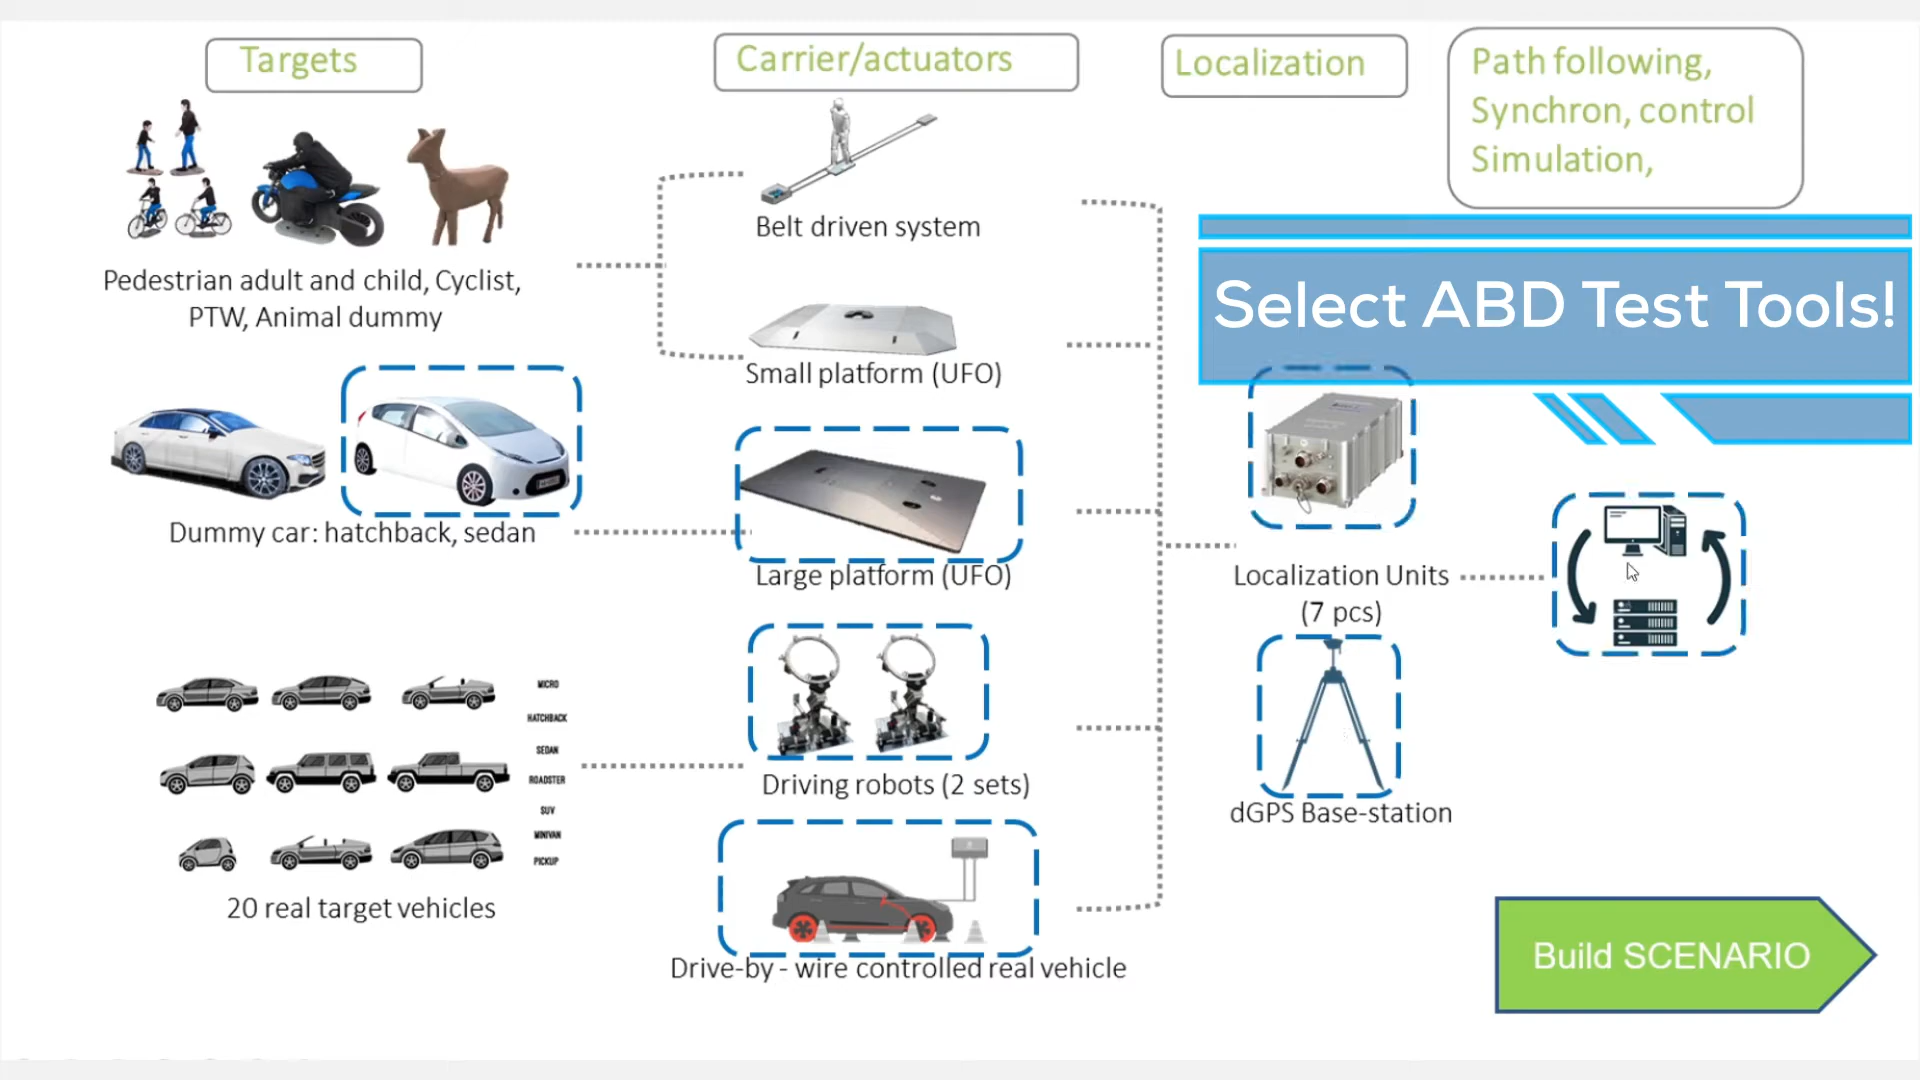 Targets
Carrier/actuators
Localization
Path following,
Synchron, control
Simulation,
Select ABD Test Tools!
Pedestrian adult and child, Cyclist,
PTW, Animal dummy
Belt driven system
Small platform (UFO)
Dummy car: hatchback, sedan
Large platform (UFO)
Localization Units
(7 pcs)
MICRO
HATCHBACK
SEDAN
ROADSTER
SUV
MINIVAN
PICKUP
20 real target vehicles
Driving robots (2 sets)
dGPS Base-station
Drive-by - wire controlled real vehicle
Build SCENARIO